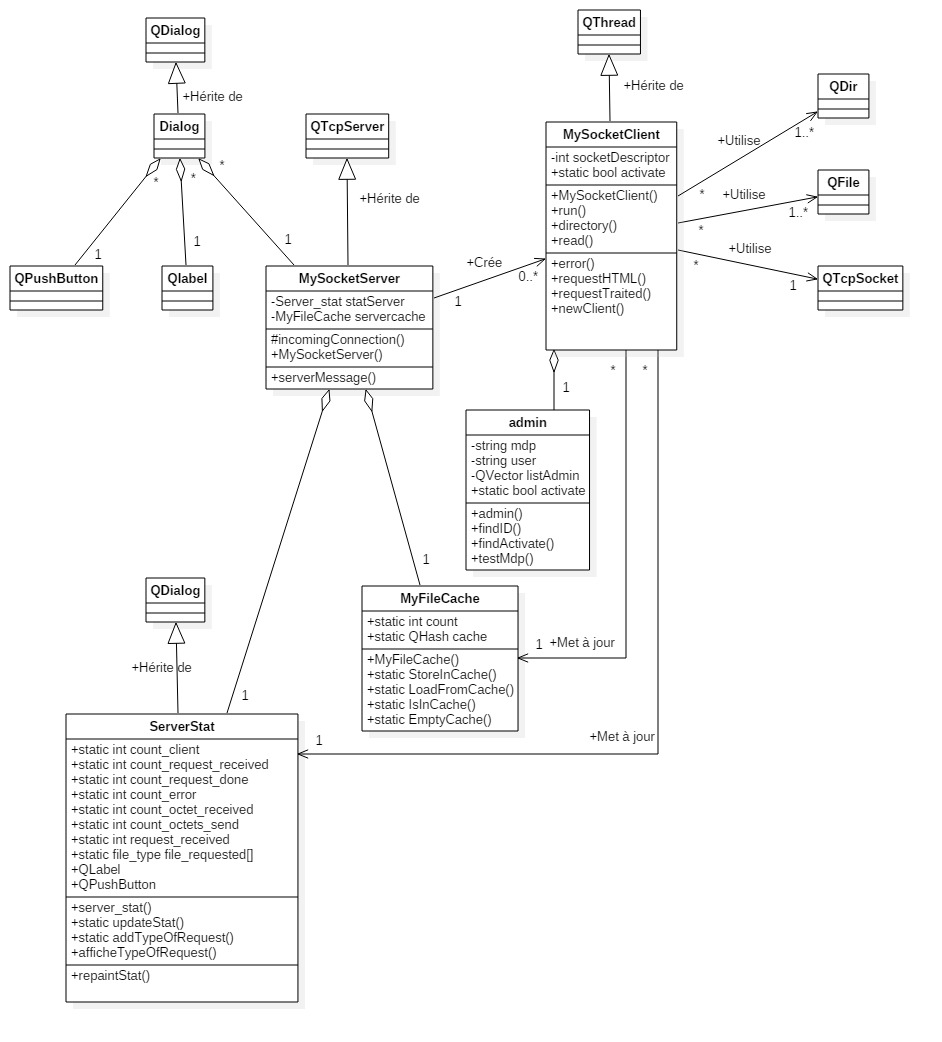 QDialog
+Hérite de
Dialog
*
*
*
1
1
1
QPushButton
Qlabel
QTcpServer
+Hérite de
MySocketServer
-Server_stat statServer
-MyFileCache servercache
#incomingConnection()
+MySocketServer()
+serverMessage()
+Crée
1
0..*
QThread
+Hérite de
MySocketClient
-int socketDescriptor
+static bool activate
+MySocketClient()
+run()
+directory()
+read()
+error()
+requestHTML()
+requestTraited()
+newClient()
QDir
+Utilise
1..*
*
QFile
+Utilise
1..*
*
+Utilise
*
1
QTcpSocket
1
*
*
admin
-string mdp
-string user
-QVector listAdmin
+static bool activate
+admin()
+findID()
+findActivate()
+testMdp()
1
MyFileCache
+static int count
+static QHash cache
+MyFileCache()
+static StoreInCache()
+static LoadFromCache()
+static IsInCache()
+static EmptyCache()
1
+Met à jour
QDialog
+Hérite de
1
ServerStat
+static int count_client
+static int count_request_received
+static int count_request_done
+static int count_error
+static int count_octet_received
+static int count_octets_send
+static int request_received
+static file_type file_requested[]
+QLabel
+QPushButton
+server_stat()
+static updateStat()
+static addTypeOfRequest()
+afficheTypeOfRequest()
+repaintStat()
1
+Met à jour